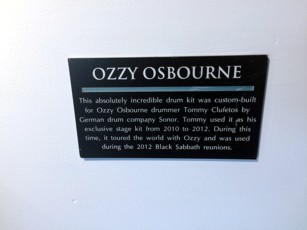 OZZY OSBOURNE
This absolutely incredible drum kit was custom-built
for Ozzy Osbourne drummer Tommy Clufetos by
German drum company Sonor. Tommy used it as his
exclusive stage kit from 2010 to 2012. During this
time, it toured the world with Ozzy and was used
during the 2012 Black Sabbath reunions.